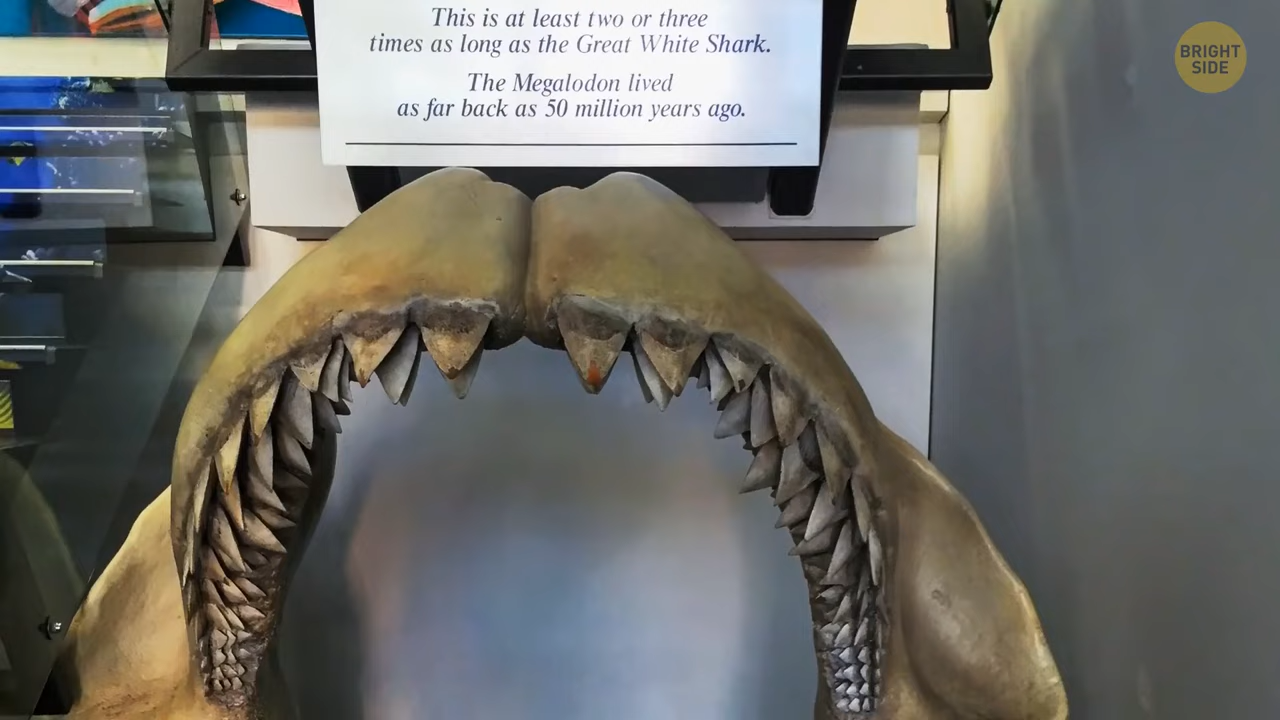 This is at least two or three
times as long as the Great White Shark.
The Megalodon lived
as far back as 50 million years ago.
BRIGHT
SIDE